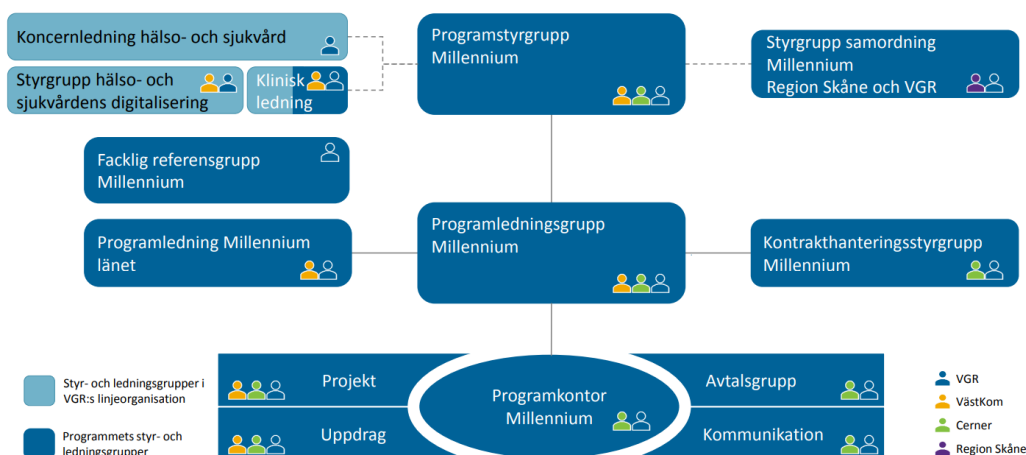 Koncernledning hälso- och sjukvård
Styrgrupp hälso- och
sjukvårdens digitalisering
Klinisk
ledning
Programstyrgrupp
Millennium
Styrgrupp samordning
Millennium
Region Skåne och VGR
Facklig referensgrupp
Millennium
Programledning Millennium
länet
Programledningsgrupp
Millennium
Kontrakthanteringsstyrgrupp
Millennium
Projekt
Uppdrag
Programkontor
Millennium
Avtalsgrupp
Kommunikation
Styr- och ledningsgrupper i
VGR:s linjeorganisation
Programmets styr- och
ledningsgrupper
VGR
VästKom
Cerner
Region Skåne